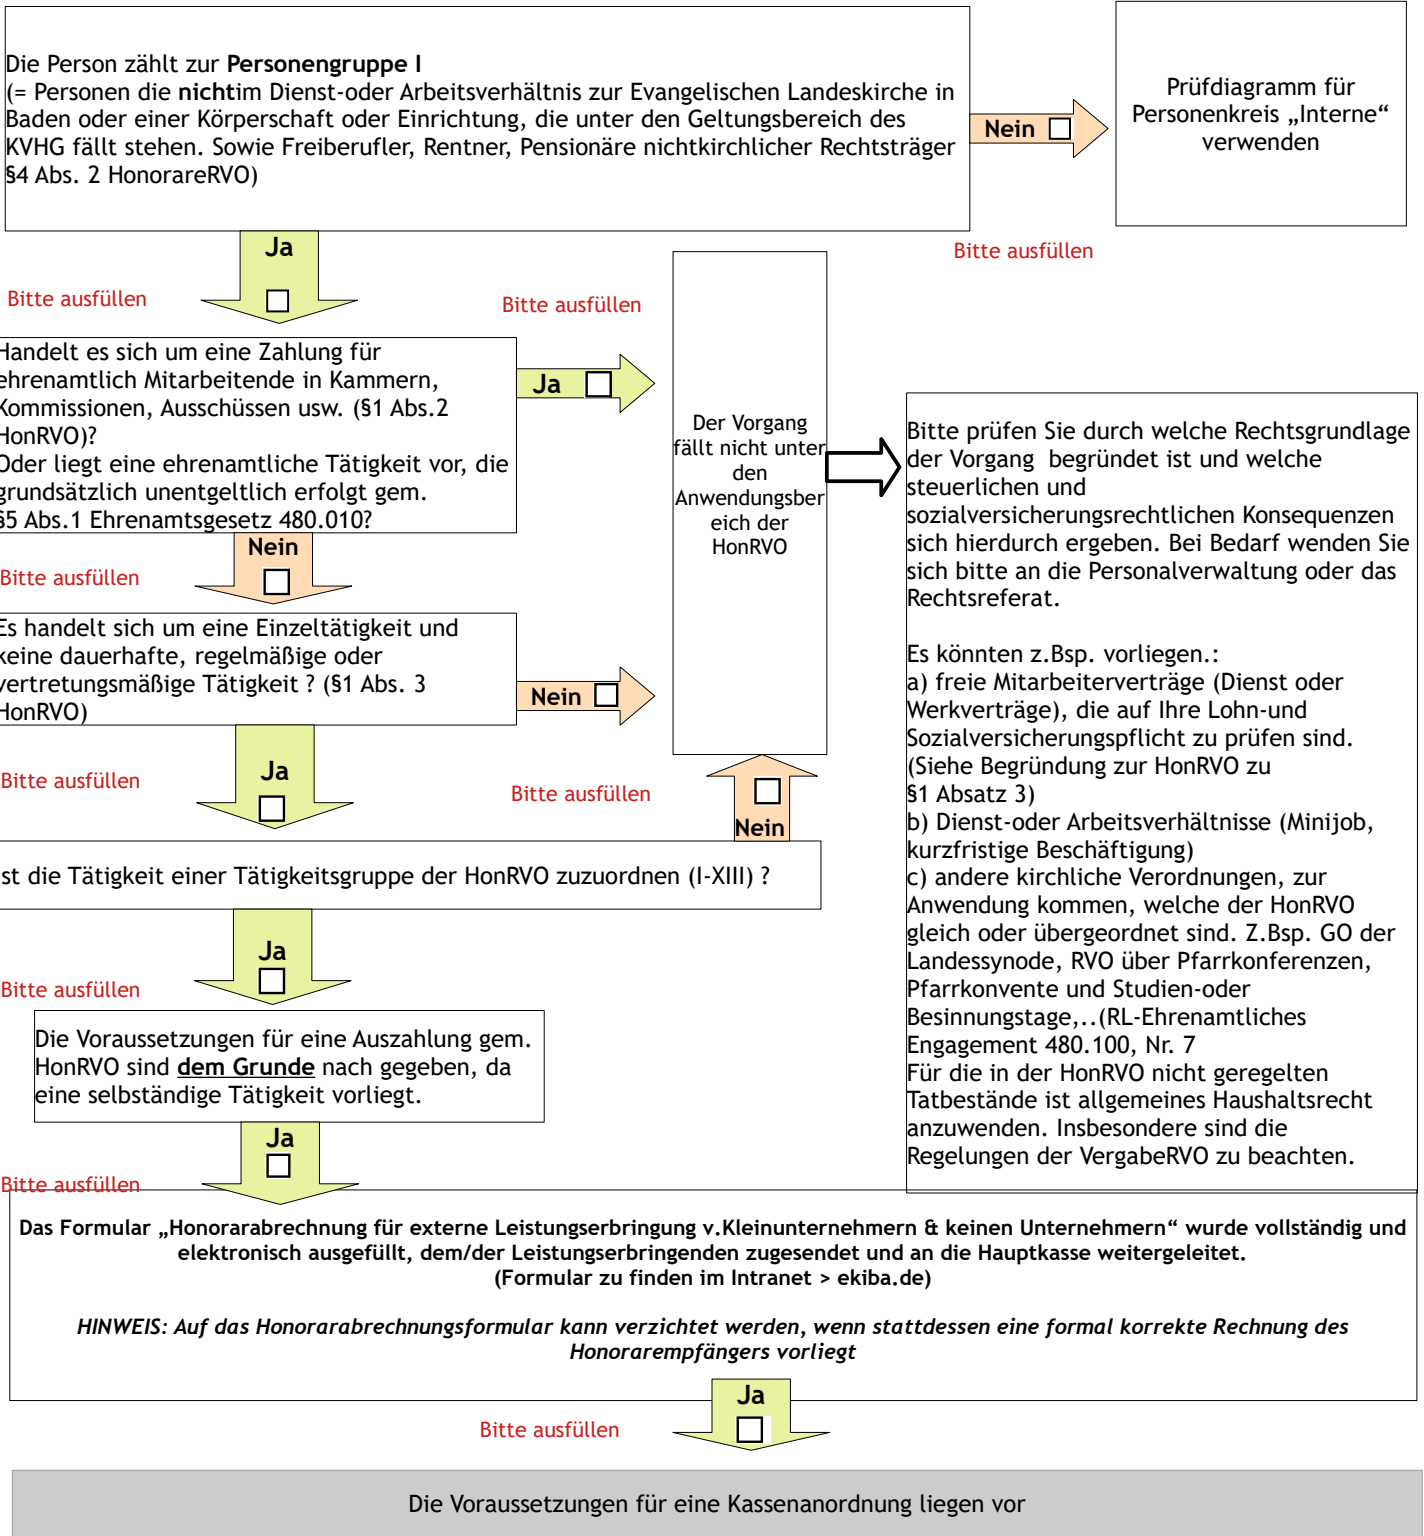 Die Person zählt zur Personengruppe I
(= Personen die nichtim Dienst-oder Arbeitsverhältnis zur Evangelischen Landeskirche in
Baden oder einer Körperschaft oder Einrichtung, die unter den Geltungsbereich des
KVHG fällt stehen. Sowie Freiberufler, Rentner, Pensionäre nichtkirchlicher Rechtsträger
§4 Abs. 2 HonorareRVO)
Nein
Prüfdiagramm für
Personenkreis „Interne“
verwenden
Bitte ausfüllen
Ja
Bitte ausfüllen
Bitte ausfüllen
Handelt es sich um eine Zahlung für
ehrenamtlich Mitarbeitende in Kammern,
Kommissionen, Ausschüssen usw. (§1 Abs.2
HonRVO)?
Oder liegt eine ehrenamtliche Tätigkeit vor, die
grundsätzlich unentgeltlich erfolgt gem.
§5 Abs.1 Ehrenamtsgesetz 480.010?
Ja
Der Vorgang
fällt nicht unter
den
Anwendungsber
eich der
HonRVO
Bitte prüfen Sie durch welche Rechtsgrundlage
der Vorgang  begründet ist und welche
steuerlichen und
sozialversicherungsrechtlichen Konsequenzen
sich hierdurch ergeben. Bei Bedarf wenden Sie
sich bitte an die Personalverwaltung oder das
Rechtsreferat.
Es könnten z.Bsp. vorliegen.:
a) freie Mitarbeiterverträge (Dienst oder
Werkverträge), die auf Ihre Lohn-und
Sozialversicherungspflicht zu prüfen sind.
(Siehe Begründung zur HonRVO zu
§1 Absatz 3)
b) Dienst-oder Arbeitsverhältnisse (Minijob,
kurzfristige Beschäftigung)
c) andere kirchliche Verordnungen, zur
Anwendung kommen, welche der HonRVO
gleich oder übergeordnet sind. Z.Bsp. GO der
Landessynode, RVO über Pfarrkonferenzen,
Pfarrkonvente und Studien-oder
Besinnungstage,..(RL-Ehrenamtliches
Engagement 480.100, Nr. 7
Für die in der HonRVO nicht geregelten
Tatbestände ist allgemeines Haushaltsrecht
anzuwenden. Insbesondere sind die
Regelungen der VergabeRVO zu beachten.
Nein
Bitte ausfüllen
Es handelt sich um eine Einzeltätigkeit und
keine dauerhafte, regelmäßige oder
vertretungsmäßige Tätigkeit ? (§1 Abs. 3
HonRVO)
Nein
Ja
Bitte ausfüllen
Bitte ausfüllen
Nein
st die Tätigkeit einer Tätigkeitsgruppe der HonRVO zuzuordnen (I-XIII) ?
Ja
Bitte ausfüllen
Die Voraussetzungen für eine Auszahlung gem.
HonRVO sind dem Grunde nach gegeben, da
eine selbständige Tätigkeit vorliegt.
Ja
Bitte ausfüllen
Das Formular „Honorarabrechnung für externe Leistungserbringung v.Kleinunternehmern & keinen Unternehmern“ wurde vollständig und
elektronisch ausgefüllt, dem/der Leistungserbringenden zugesendet und an die Hauptkasse weitergeleitet.
(Formular zu finden im Intranet > ekiba.de)
HINWEIS: Auf das Honorarabrechnungsformular kann verzichtet werden, wenn stattdessen eine formal korrekte Rechnung des
Honorarempfängers vorliegt
Ja
Bitte ausfüllen
Die Voraussetzungen für eine Kassenanordnung liegen vor